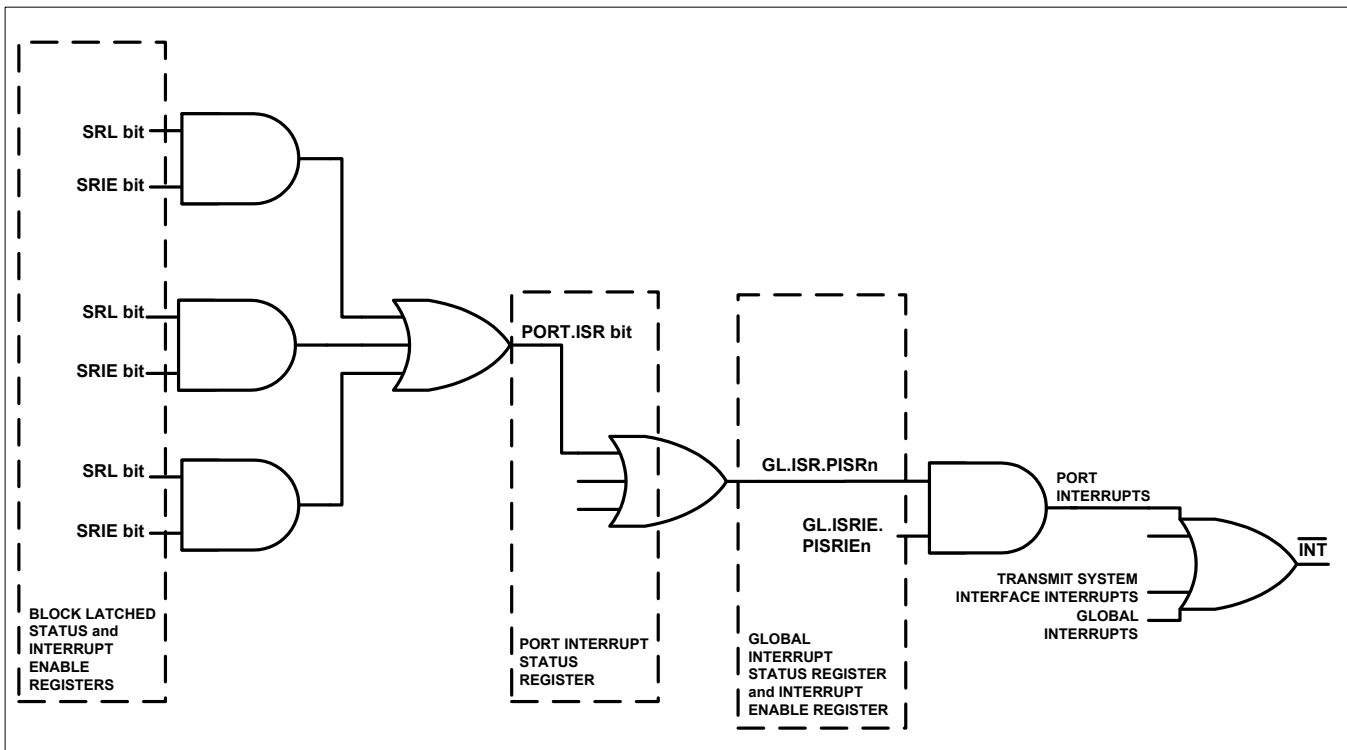 SRL bit
SRIE bit
SRL bit
SRIE bit
SRL bit
SRIE bit
BLOCK LATCHED
STATUS and
INTERRUPT
ENABLE
REGISTERS
PORT.ISR bit
PORT INTERRUPT
STATUS
REGISTER
GL.ISR.PISRn
GL.ISRIE.
PISRIEn
GLOBAL
INTERRUPT
STATUS REGISTER
and INTERRUPT
ENABLE REGISTER
PORT
INTERRUPTS
TRANSMIT SYSTEM
INTERFACE INTERRUPTS
GLOBAL
INTERRUPTS
INT